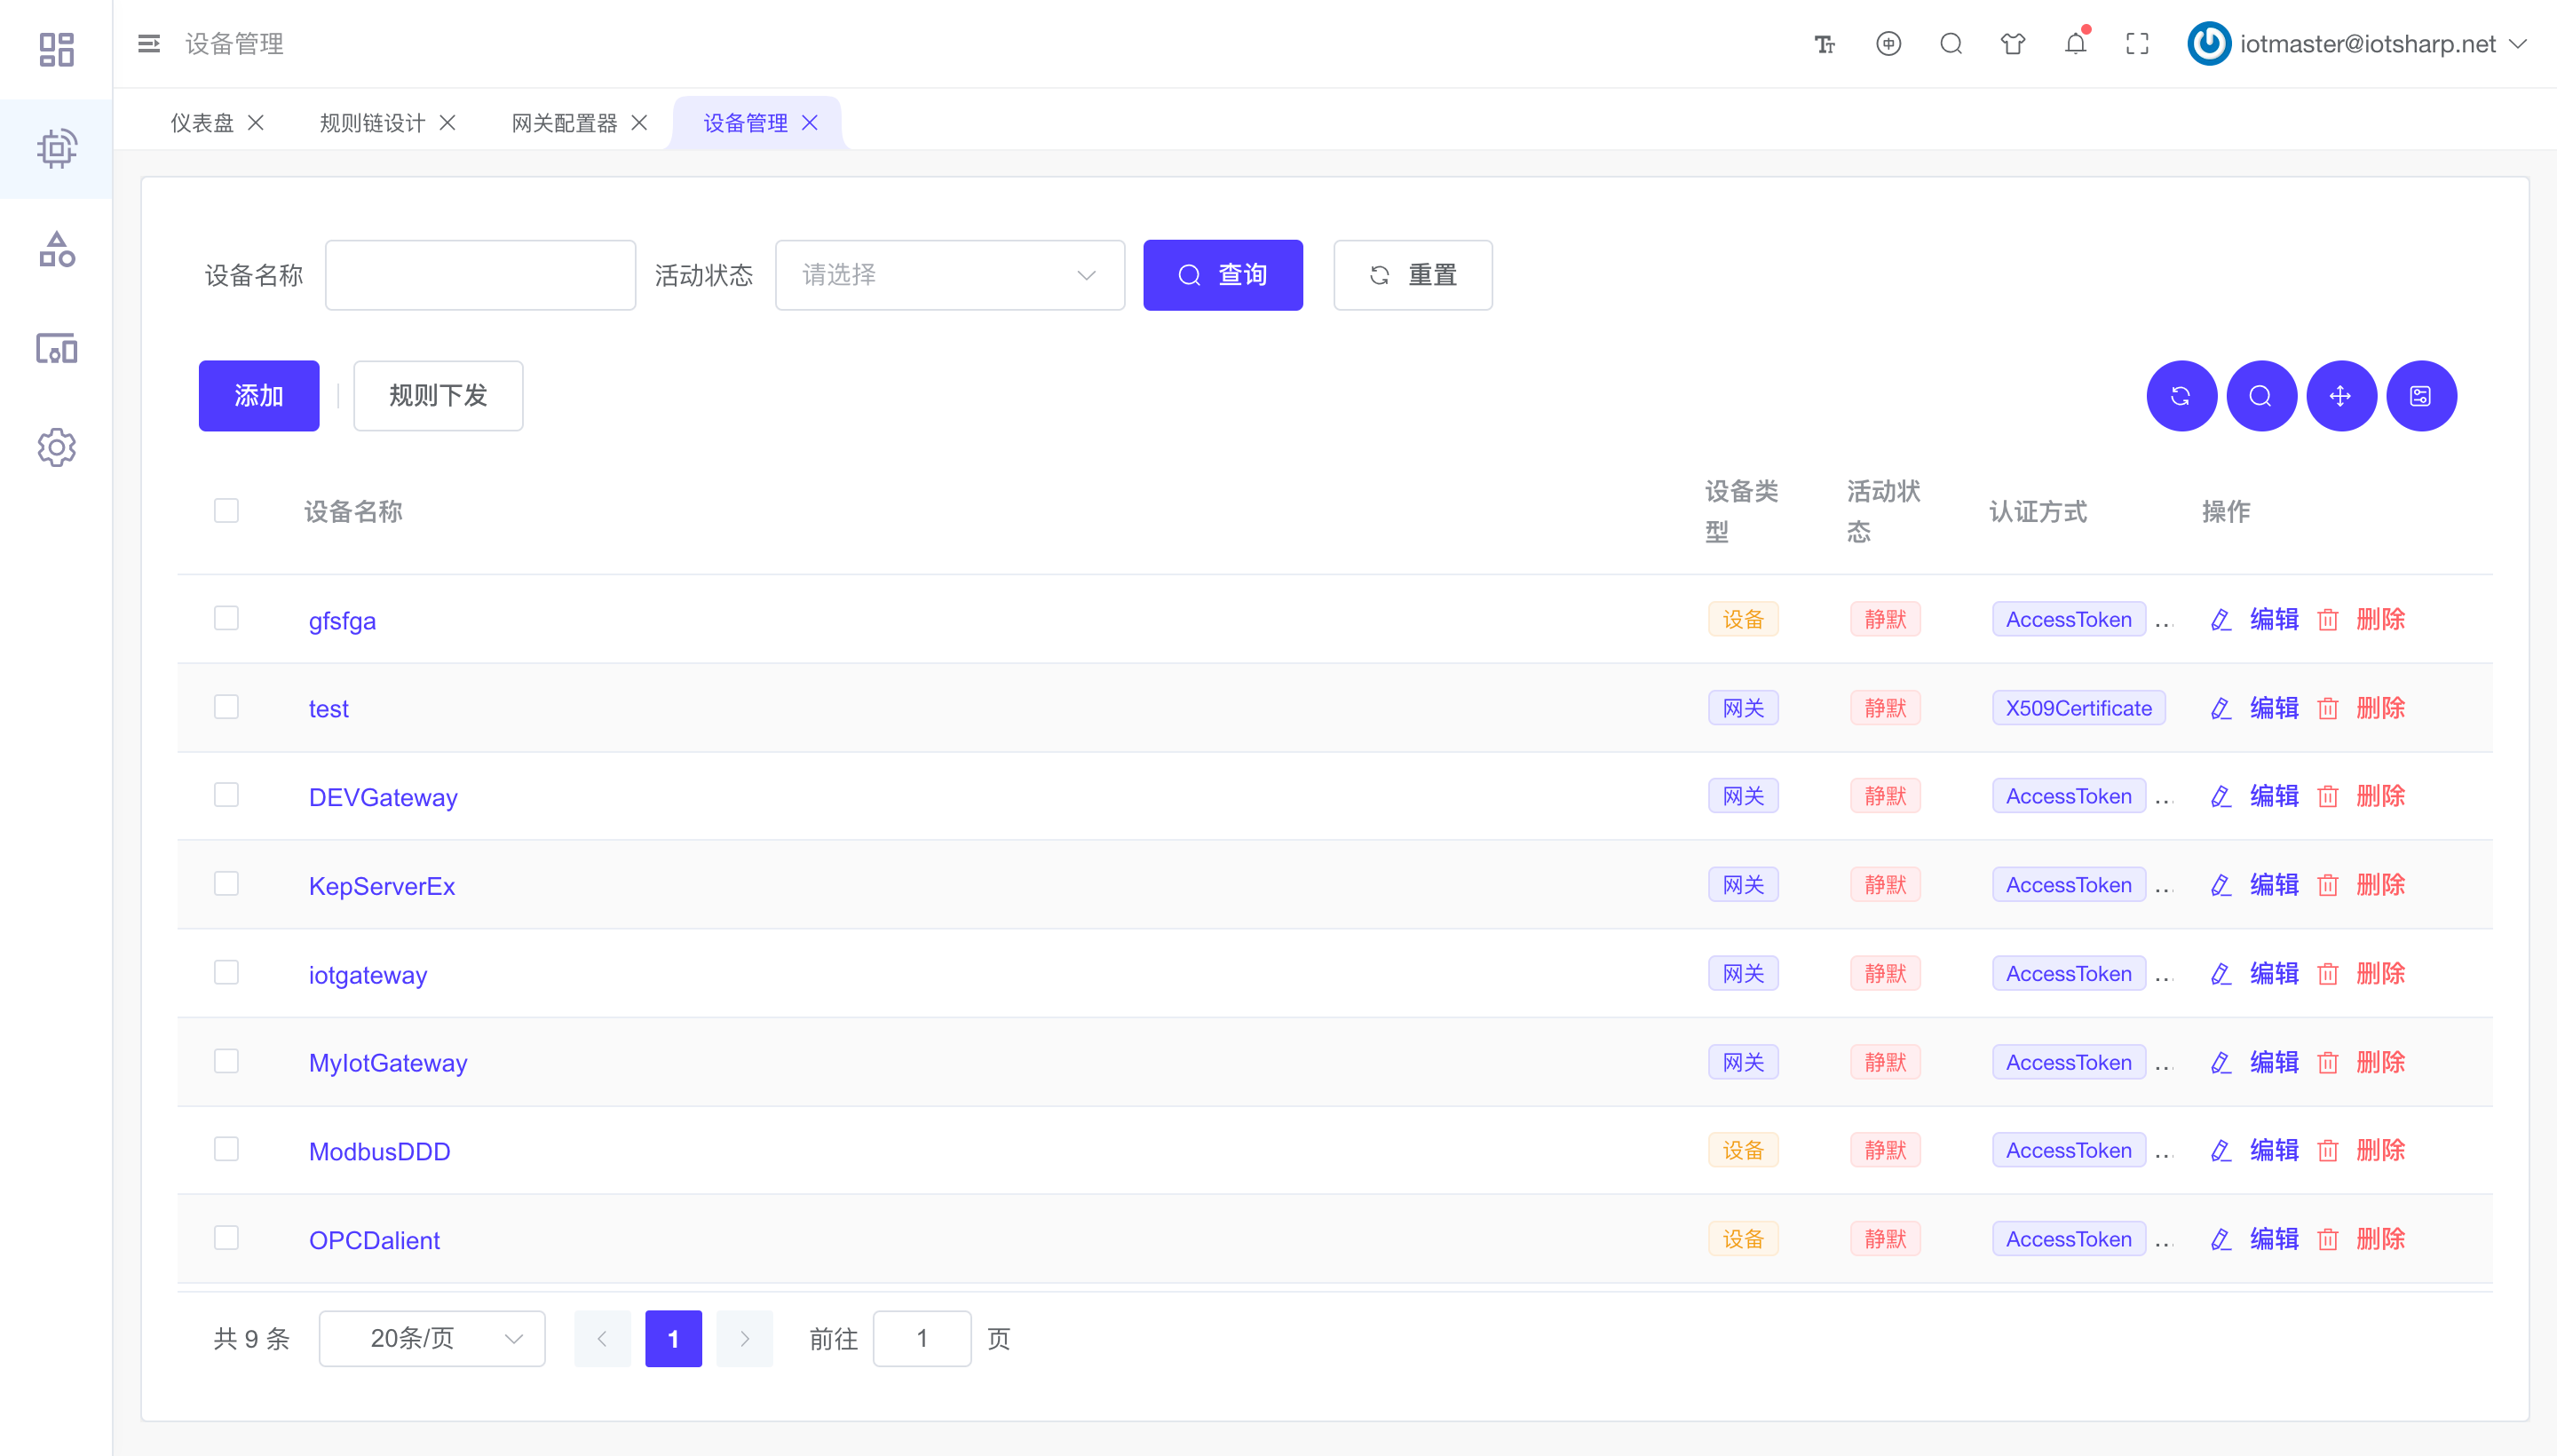 设备管理
iotmaster@iotsharp.net
仪表盘
规则链设计
网关配置器
设备管理
设备名称
活动状态
请选择
查询
重置
添加
规则下发
设备名称
设备类型
活动状态
认证方式
操作
gfsfga 设备 静默 AccessToken ... 编辑 删除
test 网关 静默 X509Certificate 编辑 删除
DEVGateway 网关 静默 AccessToken ... 编辑 删除
KepServerEx 网关 静默 AccessToken ... 编辑 删除
iotgateway 网关 静默 AccessToken ... 编辑 删除
MyIotGateway 网关 静默 AccessToken ... 编辑 删除
ModbusDDD 设备 静默 AccessToken ... 编辑 删除
OPCDalient 设备 静默 AccessToken ... 编辑 删除
共 9 条 20条/页 1 前往 1 页